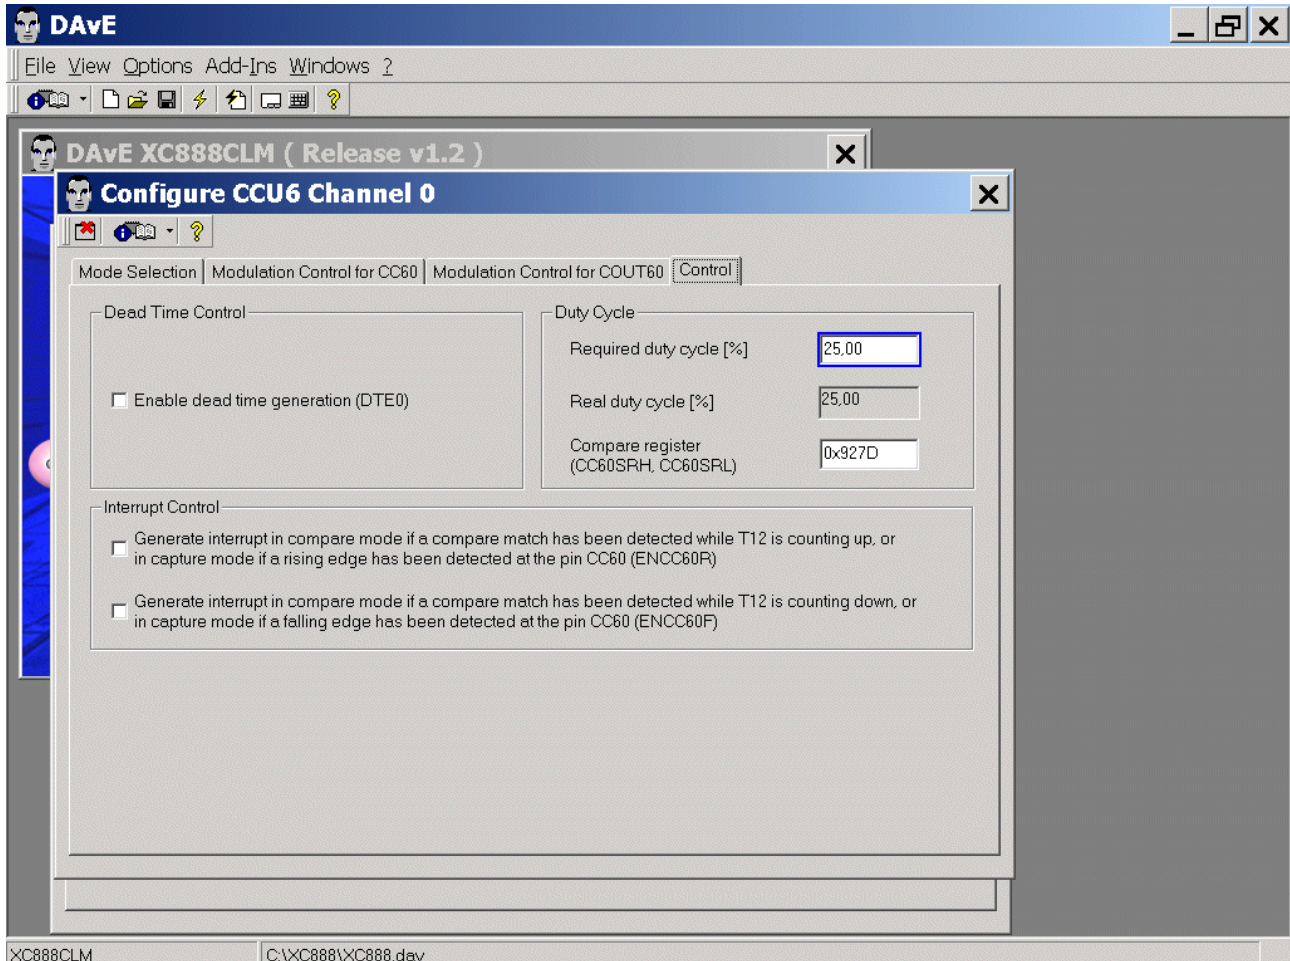 DAvE
File View Options Add-Ins Windows ?
DAvE XC888CLM ( Release v1.2 )
Configure CCU6 Channel 0
Mode Selection Modulation Control for CC60 Modulation Control for COUT60 Control
Dead Time Control
Enable dead time generation (DTE0)
Duty Cycle
Required duty cycle [%] 25,00
Real duty cycle [%] 25,00
Compare register
(CC60SRH, CC60SRL) 0x927D
Interrupt Control
Generate interrupt in compare mode if a compare match has been detected while T12 is counting up, or
in capture mode if a rising edge has been detected at the pin CC60 (ENCC60R)
Generate interrupt in compare mode if a compare match has been detected while T12 is counting down, or
in capture mode if a falling edge has been detected at the pin CC60 (ENCC60F)
XC888CLM C:\XC888\XC888.dav